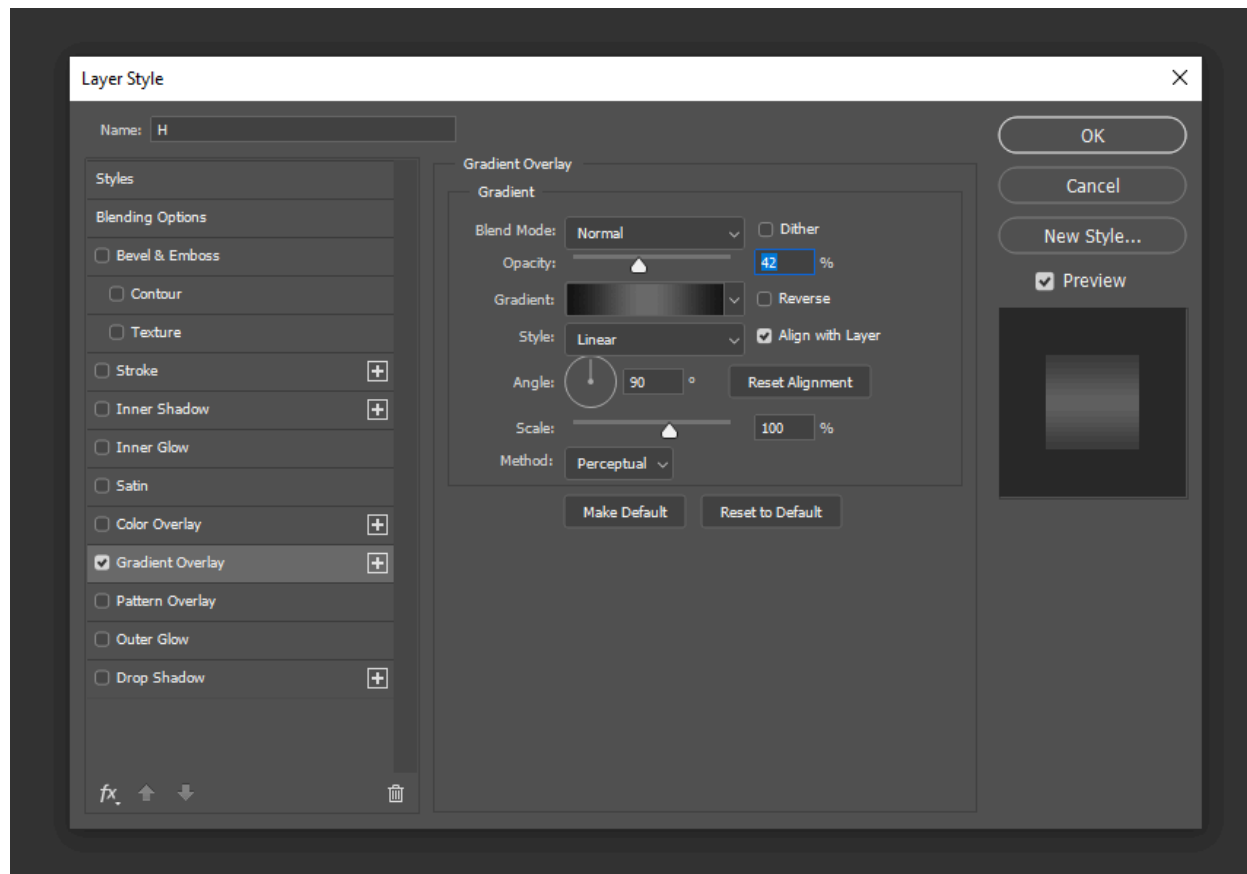 Layer Style
Name: H
OK
Cancel
New Style...
Preview
Styles
Blending Options
Bevel & Emboss
Contour
Texture
Stroke
Inner Shadow
Inner Glow
Satin
Color Overlay
Gradient Overlay
Pattern Overlay
Outer Glow
Drop Shadow
fx
Gradient Overlay
Gradient
Blend Mode: Normal Dither
Opacity: 42 %
Gradient: Reverse
Style: Linear Align with Layer
Angle: 90 ° Reset Alignment
Scale: 100 %
Method: Perceptual
Make Default Reset to Default